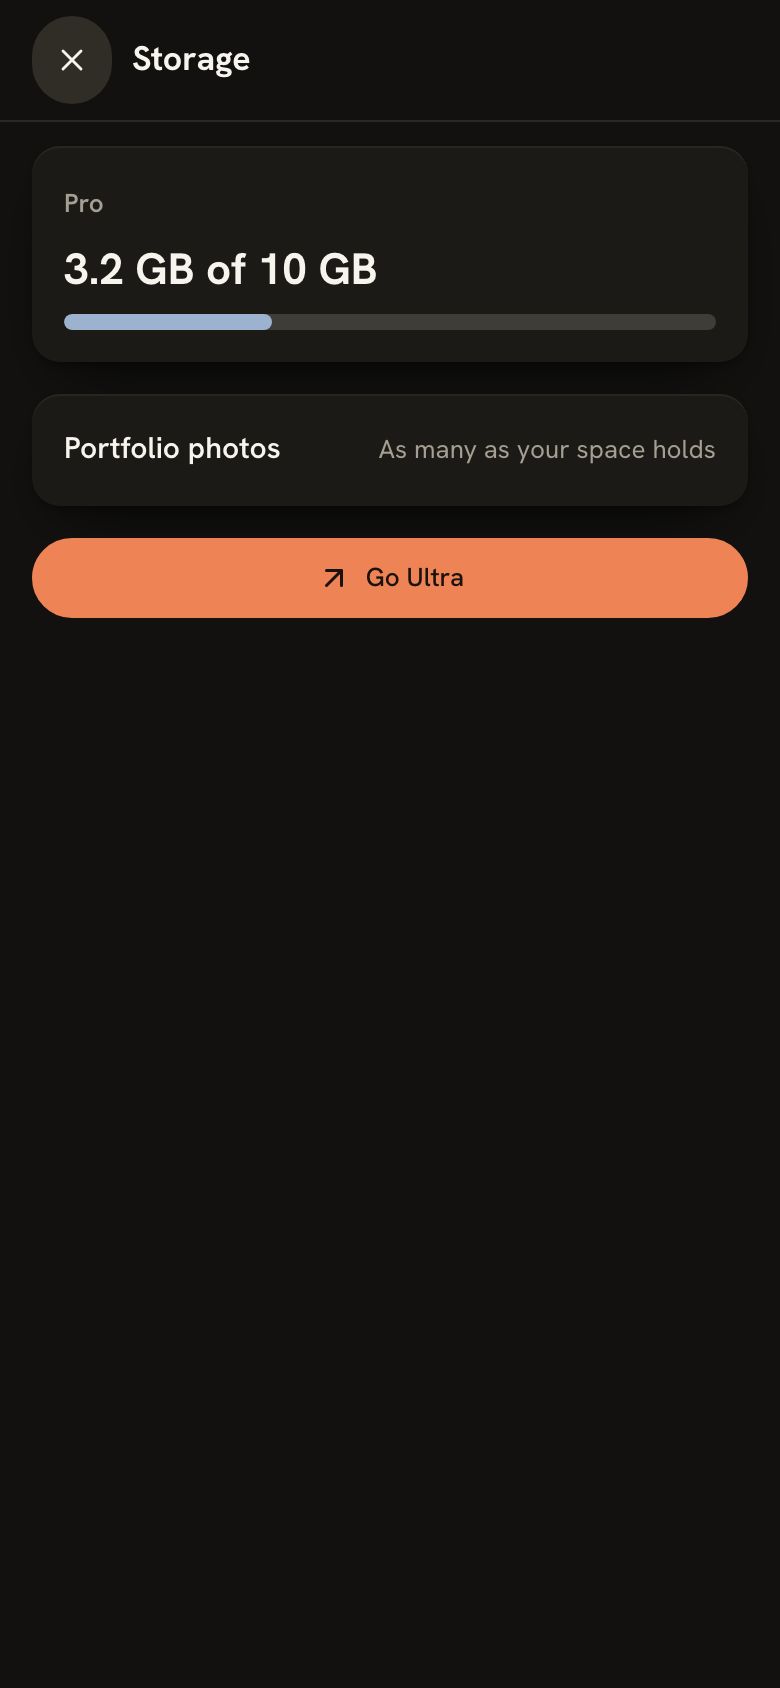 Storage
Pro
3.2 GB of 10 GB
Portfolio photos As many as your space holds
Go Ultra